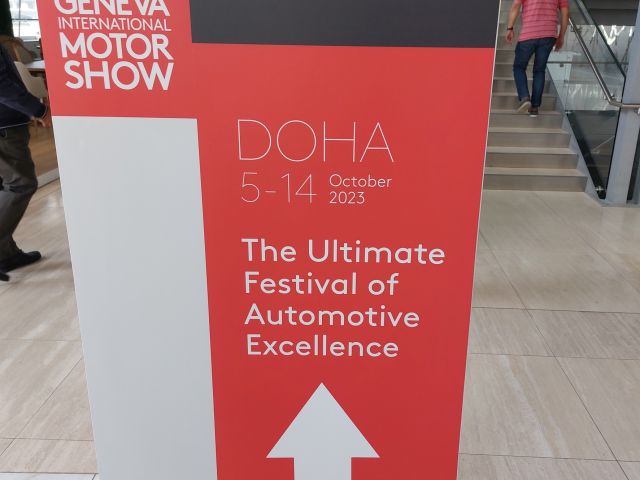 GENEVA
INTERNATIONAL
MOTOR
SHOW
DOHA
5-14 October
2023
The Ultimate
Festival of
Automotive
Excellence